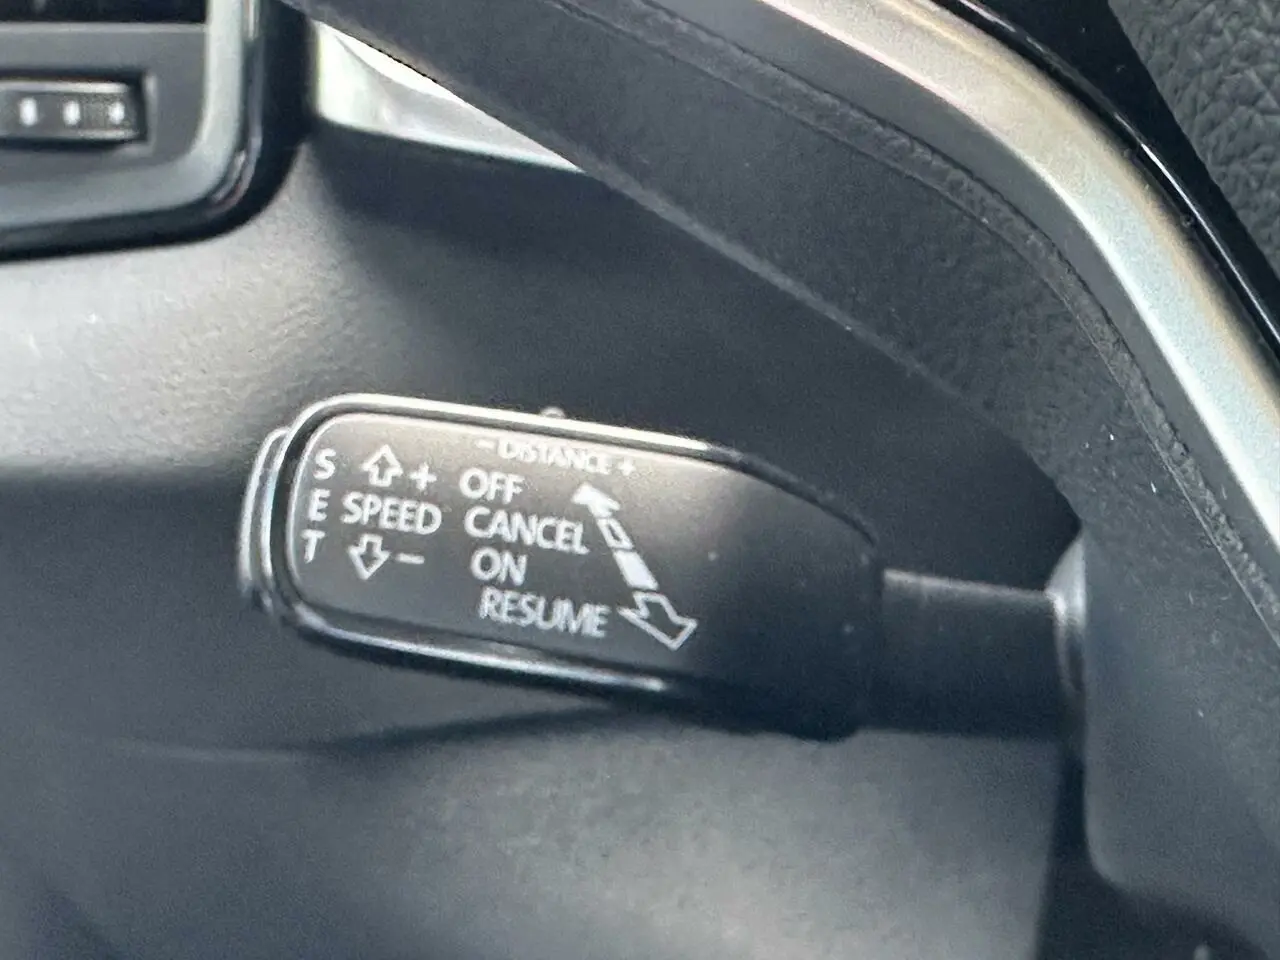 - DISTANCE +
S
E
T
+
SPEED
-
OFF
CANCEL
ON
RESUME